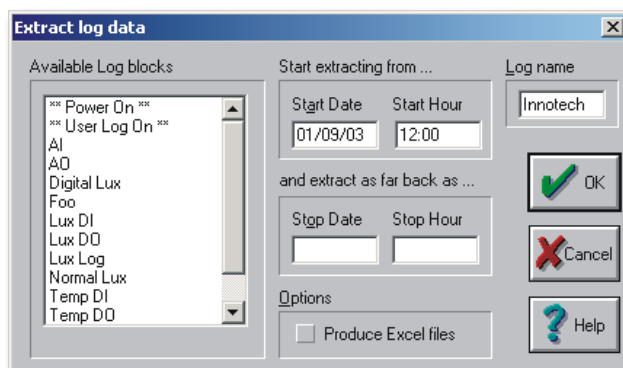 Extract log data
Available Log blocks
** Power On **
** User Log On **
AI
AO
Digital Lux
Foo
Lux DI
Lux DO
Lux Log
Normal Lux
Temp DI
Temp DO
Start extracting from ...
Start Date Start Hour
01/09/03 12:00
and extract as far back as ...
Stop Date Stop Hour
Options
Produce Excel files
Log name
Innotech
OK
Cancel
Help